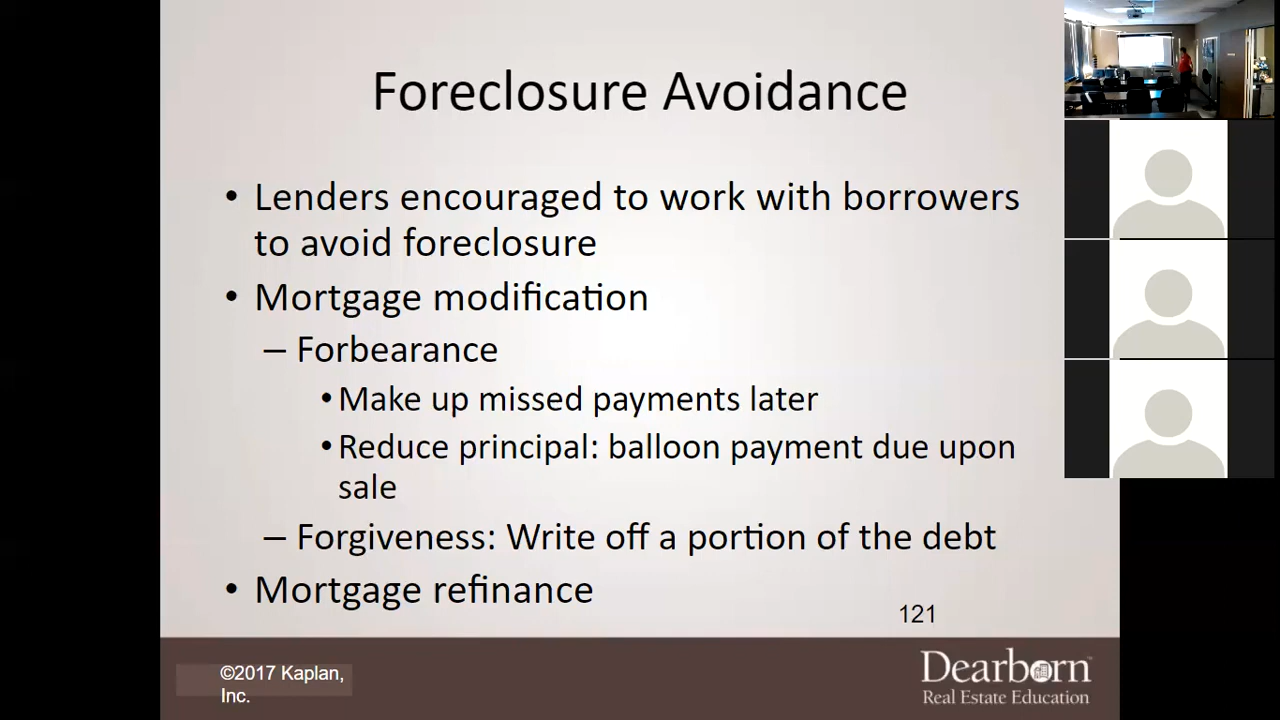 Foreclosure Avoidance
• Lenders encouraged to work with borrowers
to avoid foreclosure
• Mortgage modification
– Forbearance
• Make up missed payments later
• Reduce principal: balloon payment due upon
sale
– Forgiveness: Write off a portion of the debt
• Mortgage refinance
121
©2017 Kaplan,
Inc.
Dearborn™
Real Estate Education